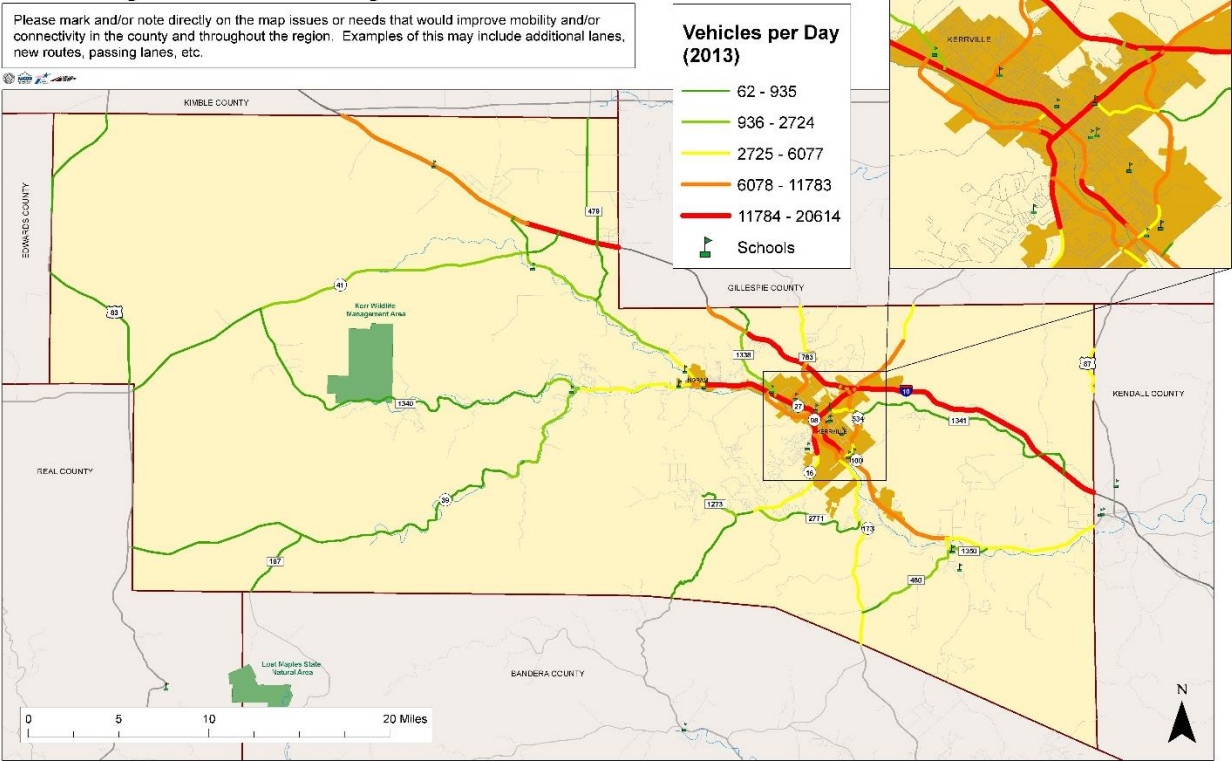 Please mark and/or note directly on the map issues or needs that would improve mobility and/or
connectivity in the county and throughout the region. Examples of this may include additional lanes,
new routes, passing lanes, etc.
Vehicles per Day
(2013)
62 - 935
936 - 2724
2725 - 6077
6078 - 11783
11784 - 20614
Schools
KERRVILLE
KIMBLE COUNTY
EDWARDS COUNTY
479
GILLESPIE COUNTY
41
83
Kerr Wildlife
Management Area
1338
783
87
INGRAM
10
KENDALL COUNTY
1340
27
98
534
1341
KERRVILLE
REAL COUNTY
16
100
39
1273
2771
173
1350
187
480
Lost Maples State
Natural Area
BANDERA COUNTY
N
0 5 10 20 Miles